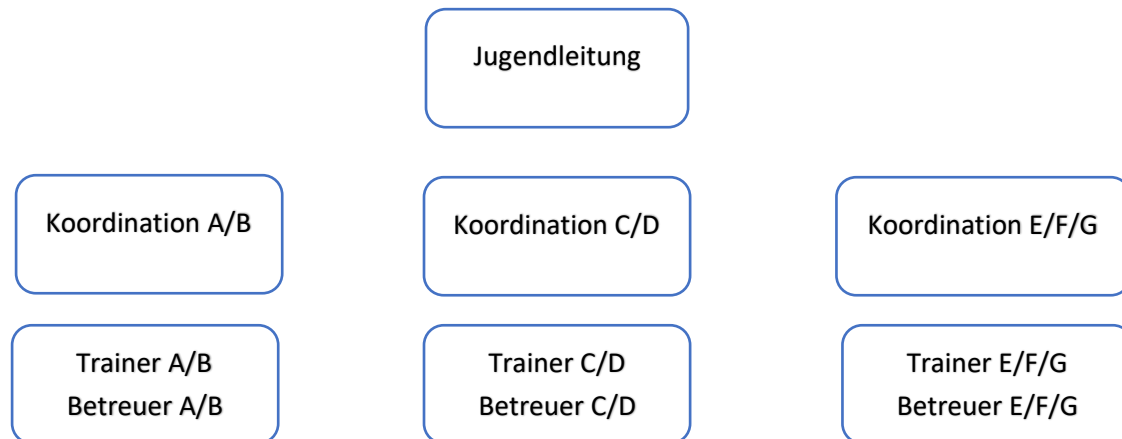 Jugendleitung
Koordination A/B
Koordination C/D
Koordination E/F/G
Trainer A/B
Betreuer A/B
Trainer C/D
Betreuer C/D
Trainer E/F/G
Betreuer E/F/G